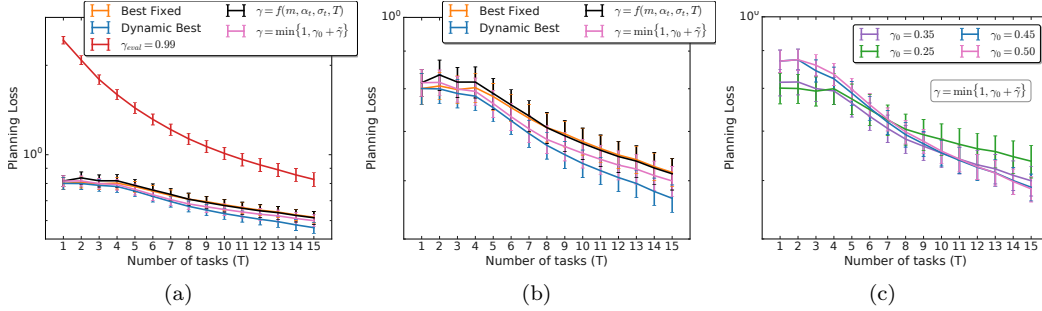 Best Fixed
Dynamic Best
γ_eval = 0.99
γ = f(m, α_t, σ_t, T)
γ = min{1, γ_0 + γ̃}
Planning Loss
10^0
1 2 3 4 5 6 7 8 9 10 11 12 13 14 15
Number of tasks (T)
(a)
Best Fixed
Dynamic Best
γ = f(m, α_t, σ_t, T)
γ = min{1, γ_0 + γ̃}
Planning Loss
10^0
1 2 3 4 5 6 7 8 9 10 11 12 13 14 15
Number of tasks (T)
(b)
γ_0 = 0.35
γ_0 = 0.25
γ_0 = 0.45
γ_0 = 0.50
γ = min{1, γ_0 + γ̃}
Planning Loss
10^0
1 2 3 4 5 6 7 8 9 10 11 12 13 14 15
Number of tasks (T)
(c)